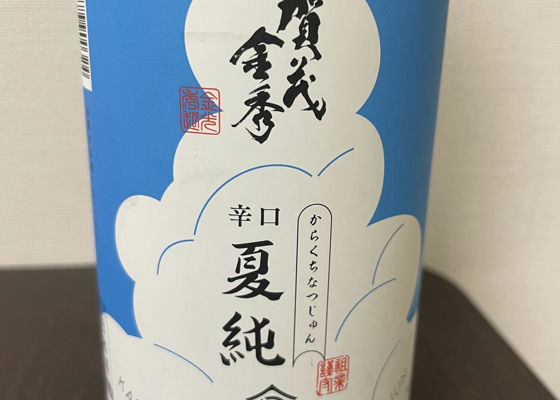 賀茂
金秀
辛口
夏純
からくちなつじゅん